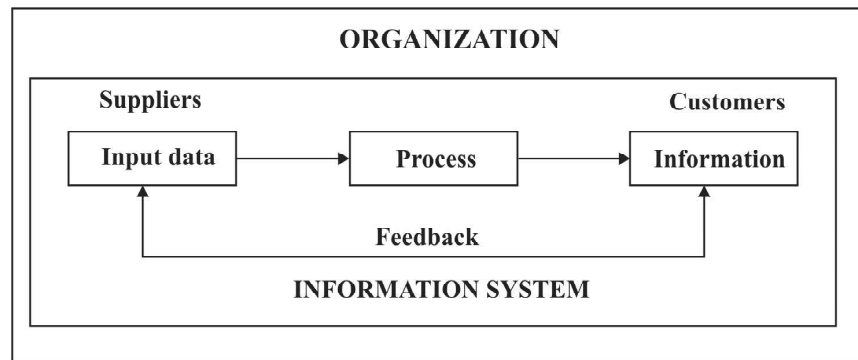 ORGANIZATION
Suppliers
Customers
Input data
Process
Information
Feedback
INFORMATION SYSTEM